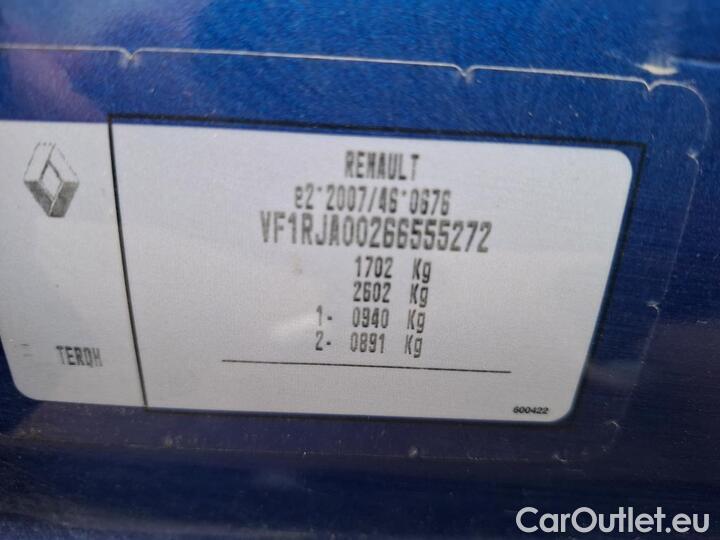 RENAULT
e2*2007/46*0676
VF1RJA00266555272
1702 Kg
2602 Kg
1- 0940 Kg
2- 0891 Kg
TERQH
600422
CarOutlet.eu